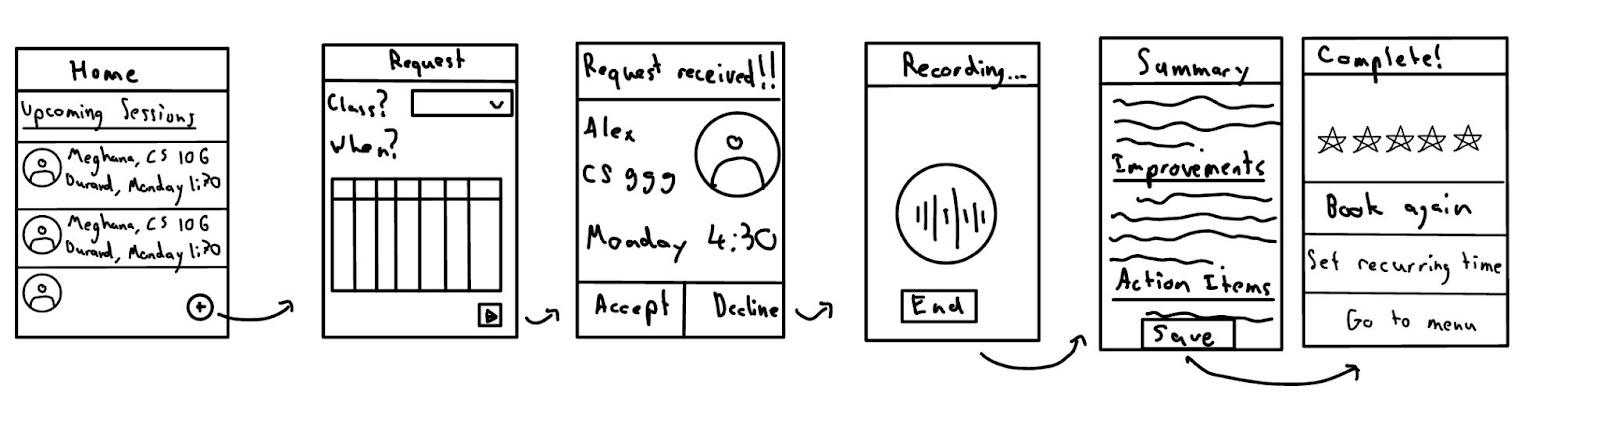 Home
Upcoming Sessions
Meghana, CS 106
Durand, Monday 1:30
Meghana, CS 106
Durand, Monday 1:30
+
Request
Class?
When?
Request received!!
Alex
CS 999
Monday 4:30
Accept Decline
Recording...
End
Summary
Improvements
Action Items
Save
Complete!
Book again
Set recurring time
Go to menu